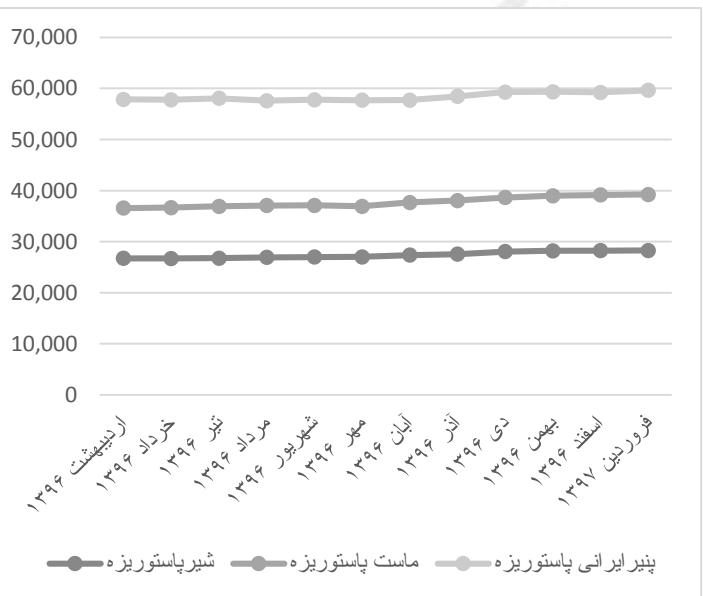 70,000
60,000
50,000
40,000
30,000
20,000
10,000
0
اردیبهشت ۱۳۹۶
خرداد ۱۳۹۶
تیر ۱۳۹۶
مرداد ۱۳۹۶
شهریور ۱۳۹۶
مهر ۱۳۹۶
آبان ۱۳۹۶
آذر ۱۳۹۶
دی ۱۳۹۶
بهمن ۱۳۹۶
اسفند ۱۳۹۶
فروردین ۱۳۹۷
پنیرایرانی پاستوریزه ماست پاستوریزه شیرپاستوریزه